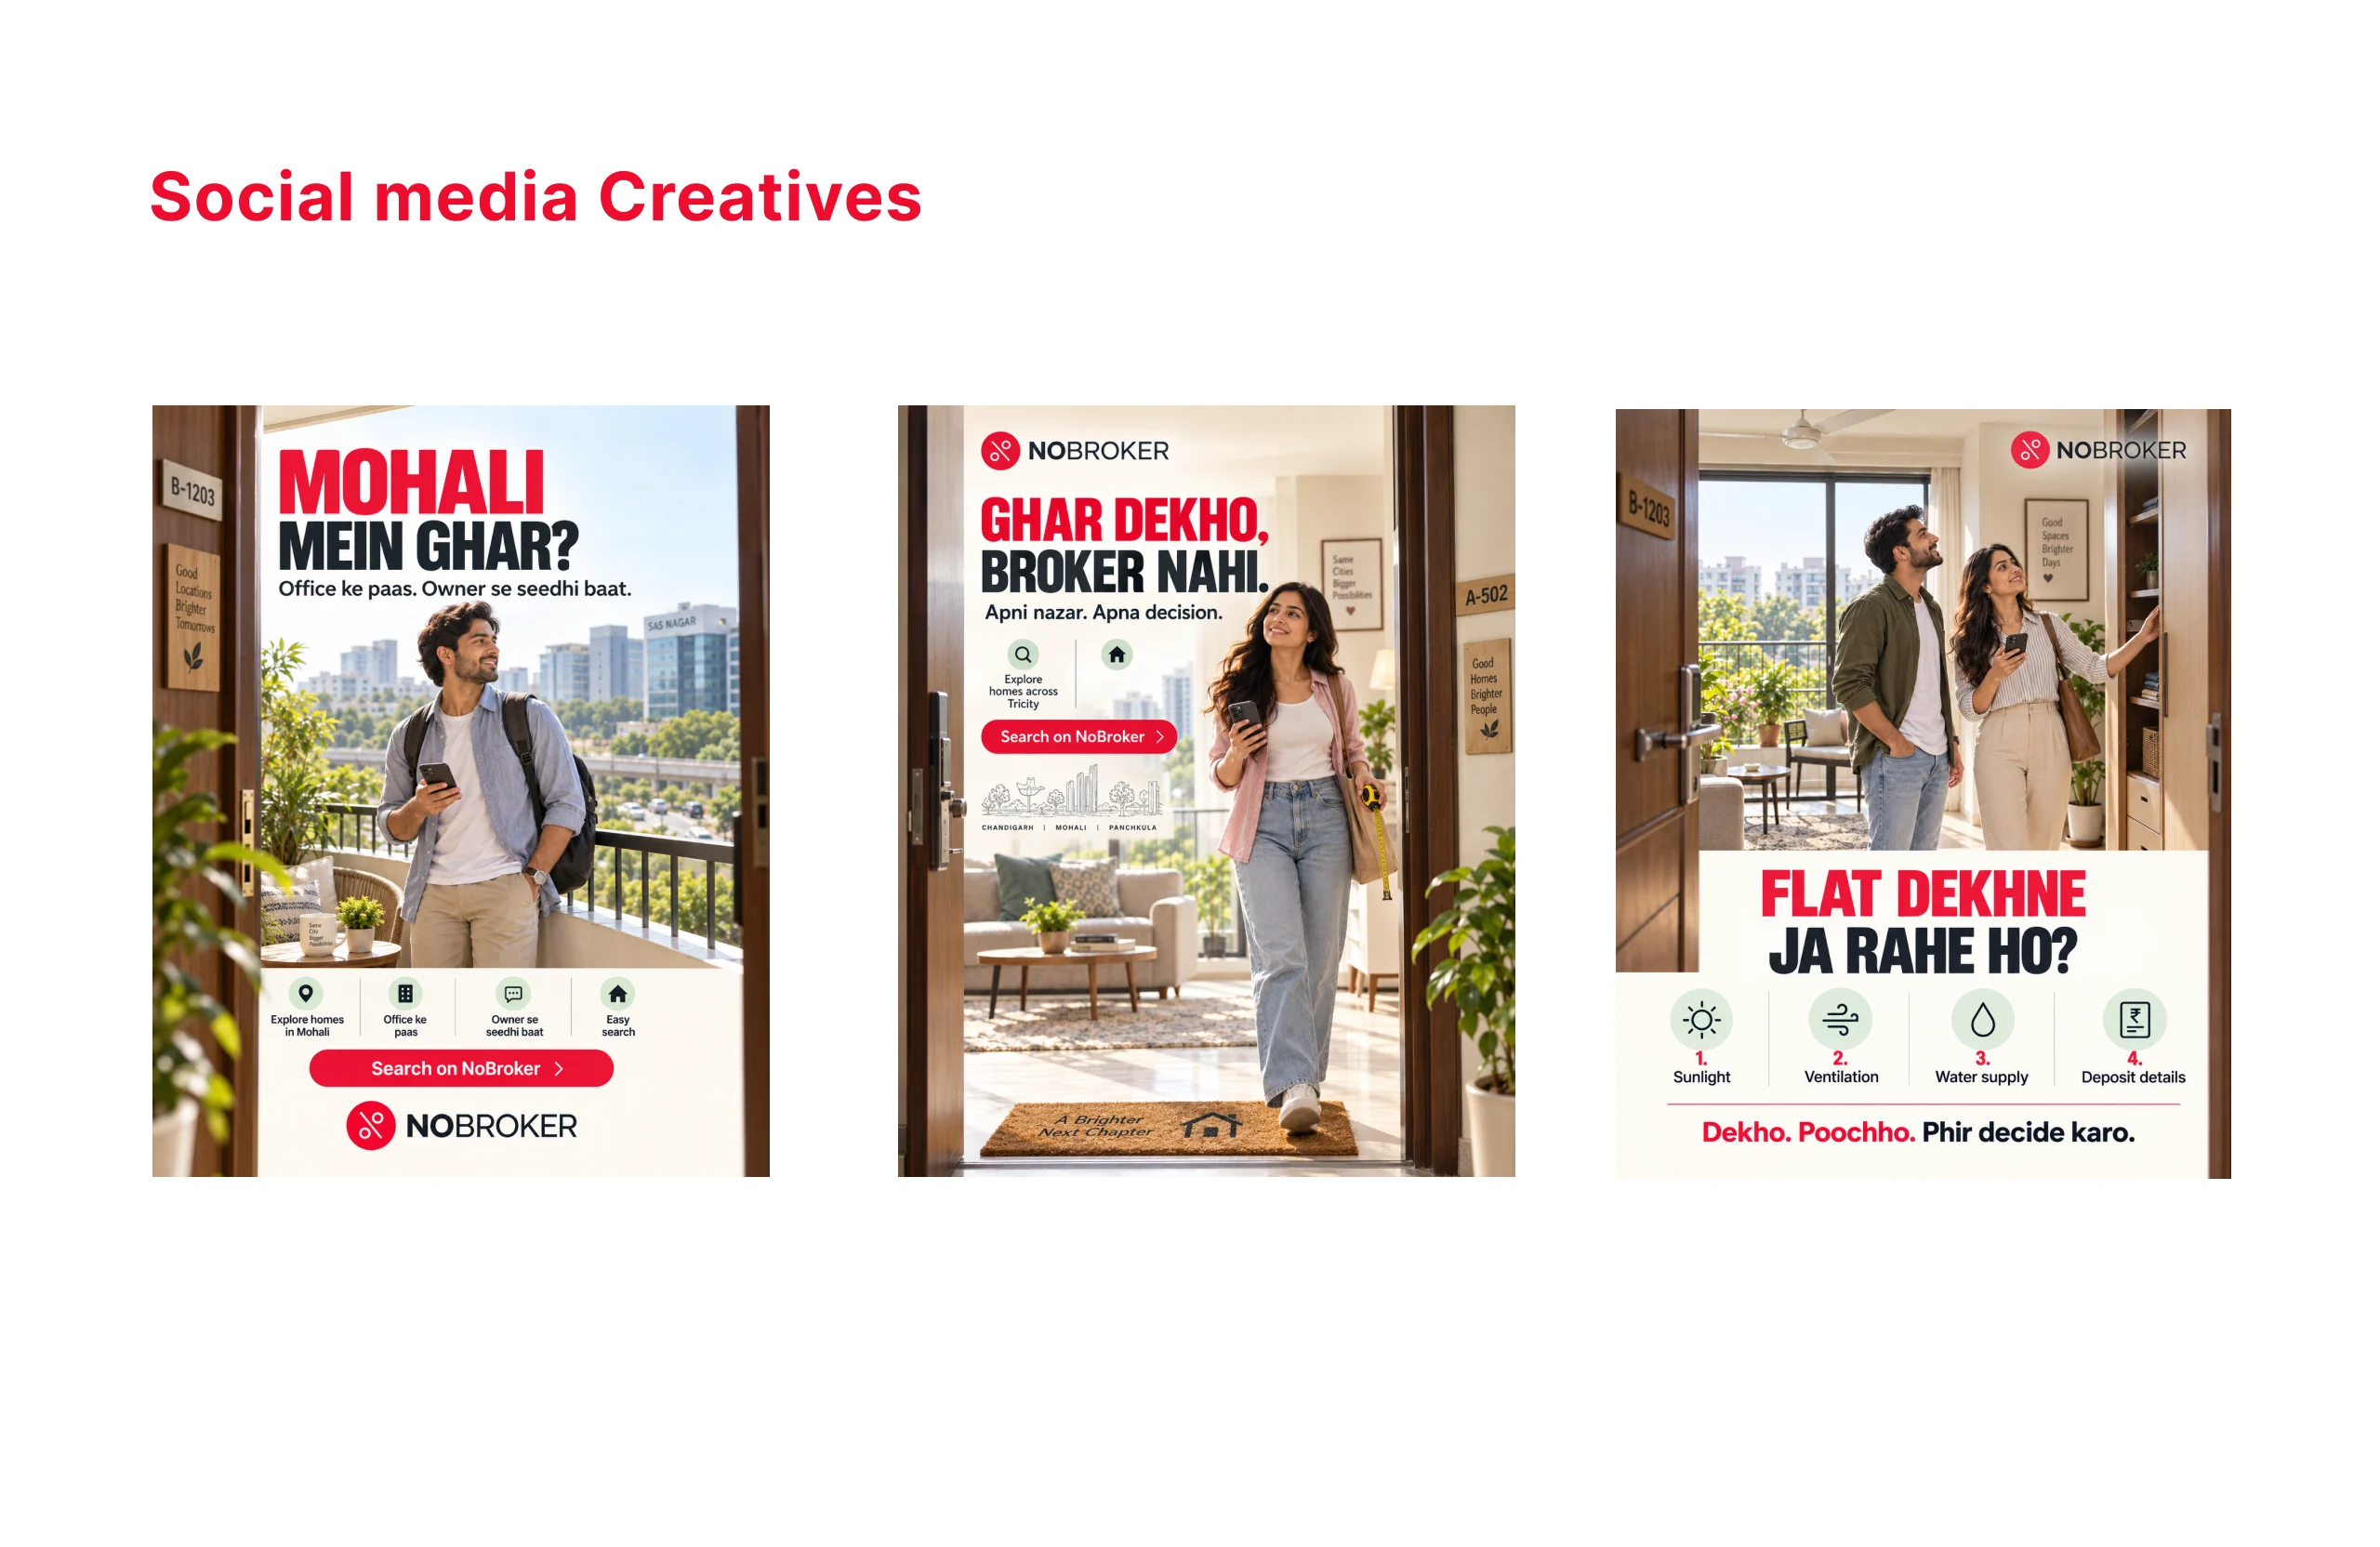 Social media Creatives
B-1203
Good
Locations
Brighter
Tomorrows
MOHALI
MEIN GHAR?
Office ke paas. Owner se seedhi baat.
SAS NAGAR
Same
City
Bigger
Possibilities
Explore homes
in Mohali
Office ke
paas
Owner se
seedhi baat
Easy
search
Search on NoBroker
NOBROKER
NOBROKER
GHAR DEKHO,
BROKER NAHI.
Apni nazar. Apna decision.
Explore
homes across
Tricity
Search on NoBroker
CHANDIGARH | MOHALI | PANCHKULA
Same
Cities
Bigger
Possibilities
A-502
Good
Homes
Brighter
People
A Brighter
Next Chapter
NOBROKER
B-1203
Good
Spaces
Brighter
Days
FLAT DEKHNE
JA RAHE HO?
1.
Sunlight
2.
Ventilation
3.
Water supply
4.
Deposit details
Dekho. Poochho. Phir decide karo.